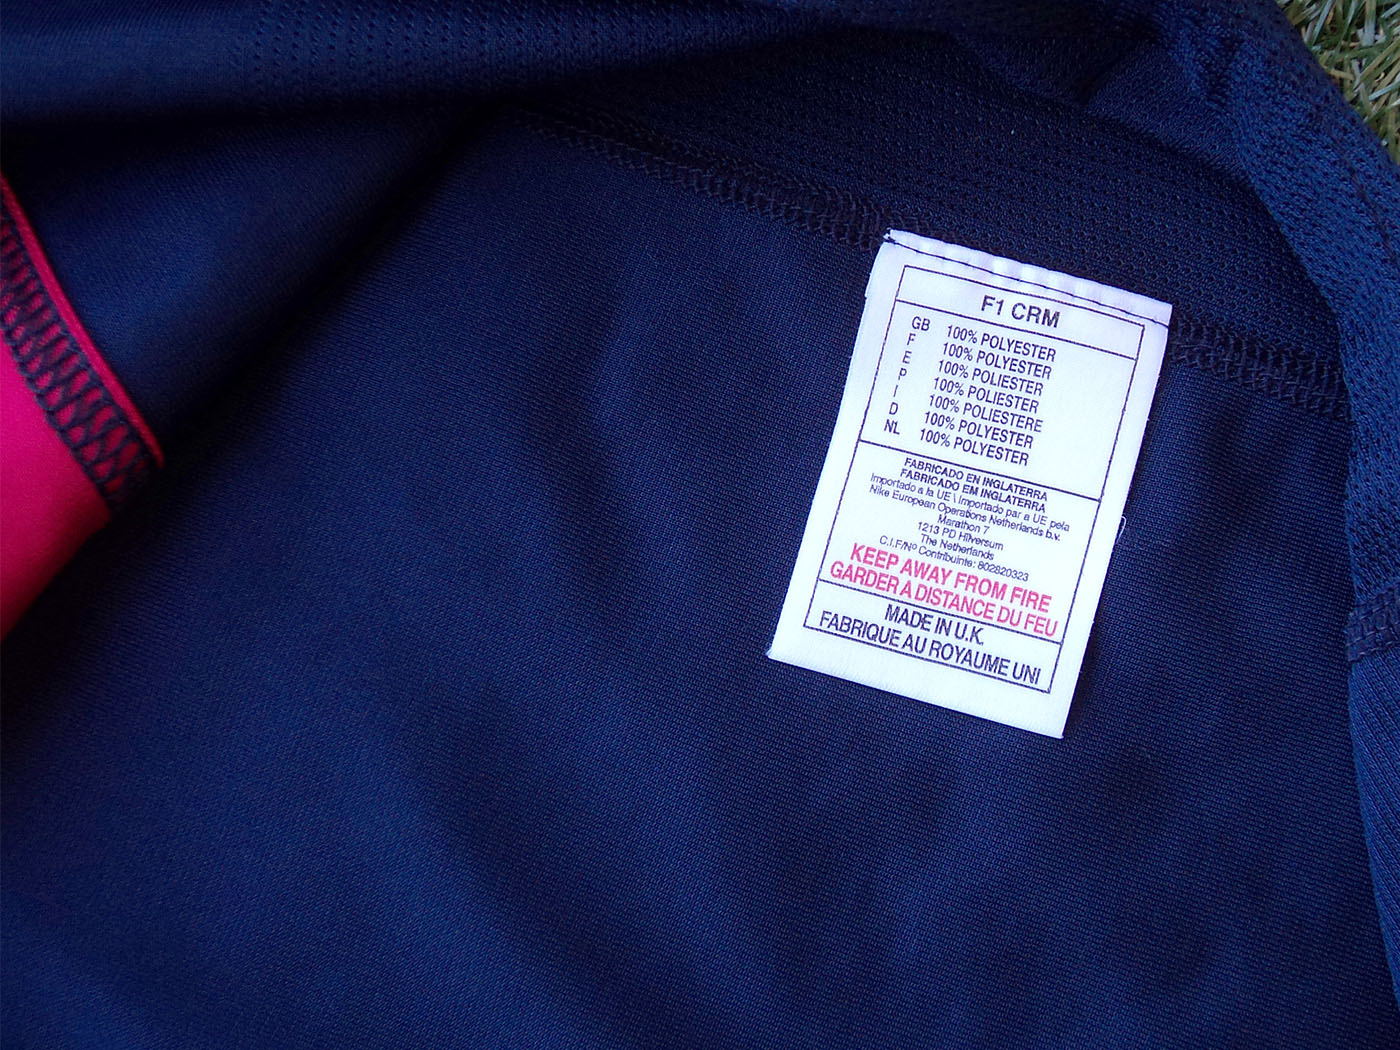 F1 CRM
GB 100% POLYESTER
F 100% POLYESTER
E 100% POLIESTER
P 100% POLIESTER
I 100% POLIESTERE
D 100% POLYESTER
NL 100% POLYESTER
FABRICADO EN INGLATERRA
FABRICADO EM INGLATERRA
Importado a la UE \ Importado par a UE pela
Nike European Operations Netherlands b.v.
Marathon 7
1213 PD Hilversum
The Netherlands
C.I.F/Nº Contribuinte: 802820323
KEEP AWAY FROM FIRE
GARDER A DISTANCE DU FEU
MADE IN U.K.
FABRIQUE AU ROYAUME UNI